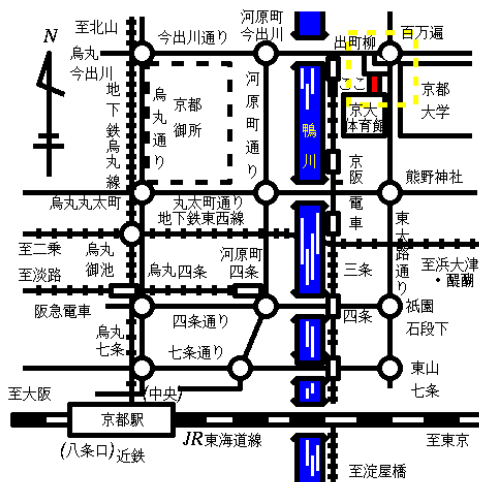 至北山
河原町
今出川
出町柳
百万遍
N
烏丸
今出川
今出川通り
地下鉄烏丸線
烏丸通り
京都
御所
河原町通り
鴨川
ここ
京大
体育館
京都
大学
京阪電車
烏丸丸太町
丸太町通り
熊野神社
地下鉄東西線
東大路通り
至二乗
烏丸
御池
河原町
四条
三条
至浜大津
・醍醐
至淡路
烏丸
四条
阪急電車
四条通り
四条
祇園
石段下
烏丸
七条
七条通り
東山
七条
至大阪
(中央)
京都駅
(八条口)
近鉄
JR東海道線
至東京
至淀屋橋